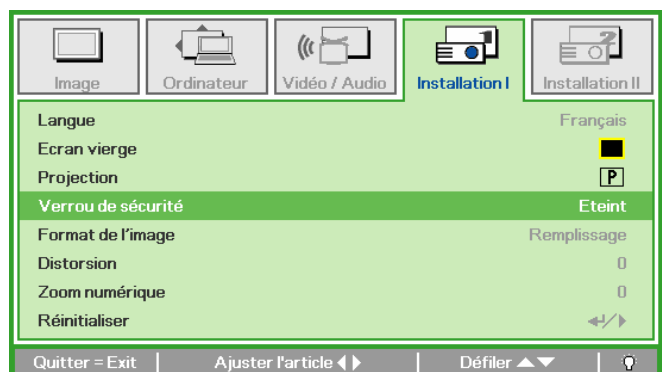 Image Ordinateur Vidéo / Audio Installation I Installation II
Langue Français
Ecran vierge
Projection P
Verrou de sécurité Eteint
Format de l'image Remplissage
Distorsion 0
Zoom numérique 0
Réinitialiser
Quitter = Exit Ajuster l'article Défiler